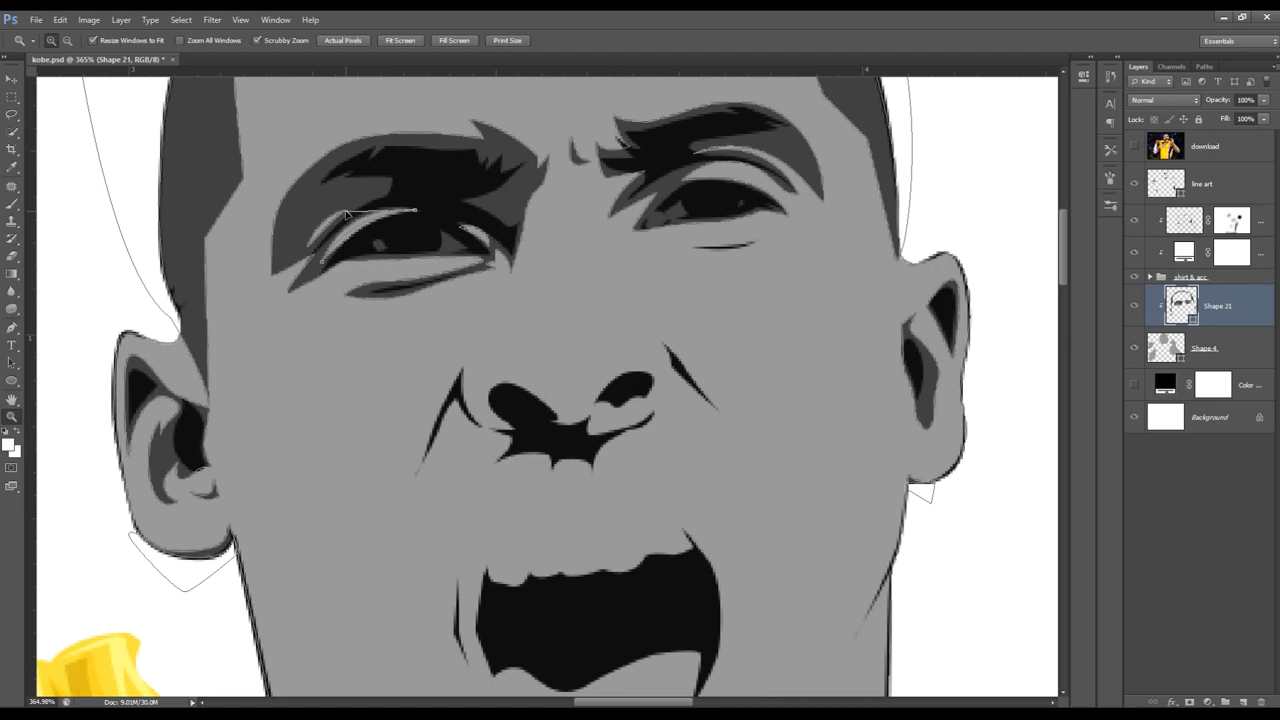 Ps File Edit Image Layer Type Select Filter View Window Help
Resize Windows to Fit Zoom All Windows Scrubby Zoom Actual Pixels Fit Screen Fill Screen Print Size Essentials
kobe.psd @ 365% (Shape 21, RGB/8) * ×
3 4
1
Layers Channels Paths
Kind
Normal Opacity: 100%
Lock: Fill: 100%
download
line art
...
...
shirt & acc
Shape 21
Shape 4
Color ...
Background
364.98% Doc: 9.01M/30.0M